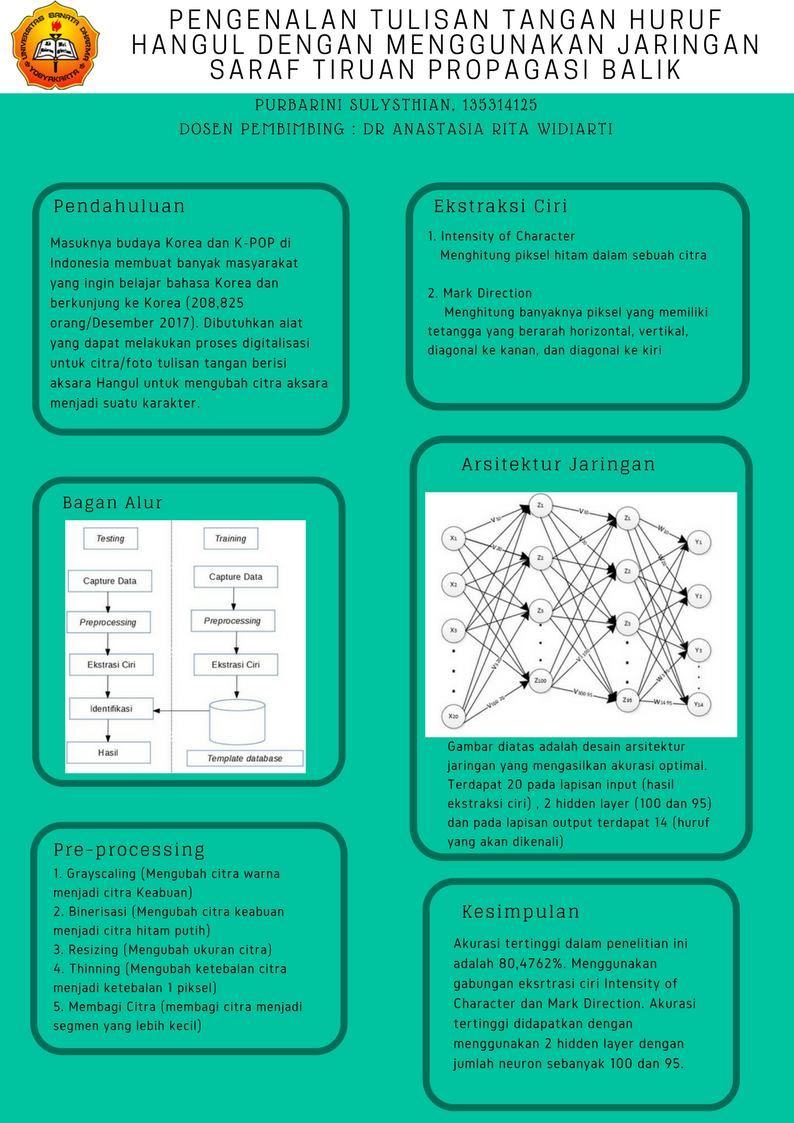 UNIVERSITAS SANATA DHARMA
YOGYAKARTA
PENGENALAN TULISAN TANGAN HURUF
HANGUL DENGAN MENGGUNAKAN JARINGAN
SARAF TIRUAN PROPAGASI BALIK
PURBARINI SULYSTHIAN, 135314125
DOSEN PEMBIMBING : DR ANASTASIA RITA WIDIARTI
Pendahuluan
Masuknya budaya Korea dan K-POP di
Indonesia membuat banyak masyarakat
yang ingin belajar bahasa Korea dan
berkunjung ke Korea (208,825
orang/Desember 2017). Dibutuhkan alat
yang dapat melakukan proses digitalisasi
untuk citra/foto tulisan tangan berisi
aksara Hangul untuk mengubah citra aksara
menjadi suatu karakter.
Bagan Alur
Testing
Capture Data
Preprocessing
Ekstrasi Ciri
Identifikasi
Hasil
Training
Capture Data
Preprocessing
Ekstrasi Ciri
Template database
Pre-processing
1. Grayscaling (Mengubah citra warna
menjadi citra Keabuan)
2. Binerisasi (Mengubah citra keabuan
menjadi citra hitam putih)
3. Resizing (Mengubah ukuran citra)
4. Thinning (Mengubah ketebalan citra
menjadi ketebalan 1 piksel)
5. Membagi Citra (membagi citra menjadi
segmen yang lebih kecil)
Ekstraksi Ciri
1. Intensity of Character
Menghitung piksel hitam dalam sebuah citra
2. Mark Direction
Menghitung banyaknya piksel yang memiliki
tetangga yang berarah horizontal, vertikal,
diagonal ke kanan, dan diagonal ke kiri
Arsitektur Jaringan
X1
X2
X3
X20
Z1
Z2
Z3
Z100
Z1
Z2
Z3
Z95
Y1
Y2
Y3
Y14
V10
V20
V100 20
V10
V100 95
W10
W14 95
Gambar diatas adalah desain arsitektur
jaringan yang mengasilkan akurasi optimal.
Terdapat 20 pada lapisan input (hasil
ekstraksi ciri) , 2 hidden layer (100 dan 95)
dan pada lapisan output terdapat 14 (huruf
yang akan dikenali)
Kesimpulan
Akurasi tertinggi dalam penelitian ini
adalah 80,4762%. Menggunakan
gabungan eksrtrasi ciri Intensity of
Character dan Mark Direction. Akurasi
tertinggi didapatkan dengan
menggunakan 2 hidden layer dengan
jumlah neuron sebanyak 100 dan 95.